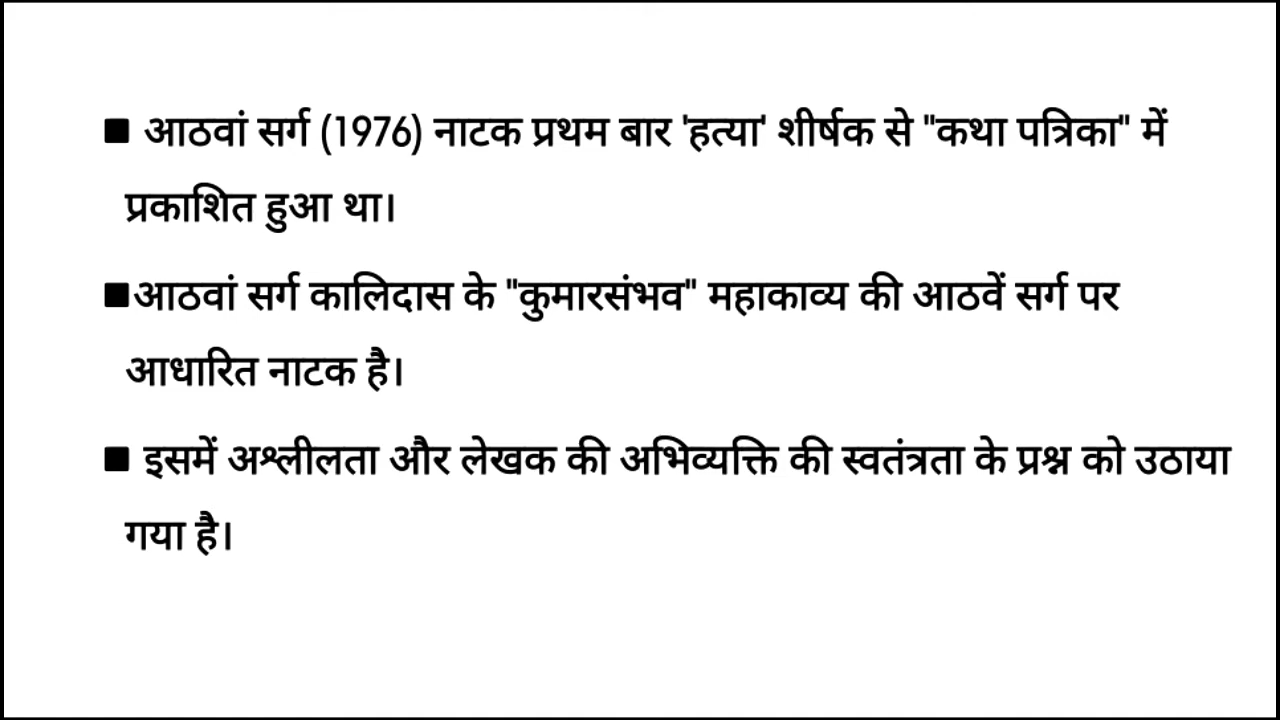 ■ आठवां सर्ग (1976) नाटक प्रथम बार 'हत्या' शीर्षक से "कथा पत्रिका" में
प्रकाशित हुआ था।
■आठवां सर्ग कालिदास के "कुमारसंभव" महाकाव्य की आठवें सर्ग पर
आधारित नाटक है।
■ इसमें अश्लीलता और लेखक की अभिव्यक्ति की स्वतंत्रता के प्रश्न को उठाया
गया है।